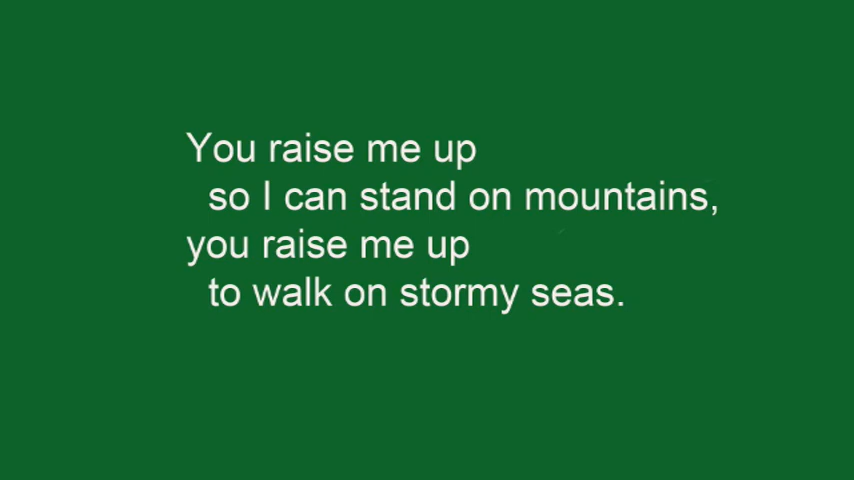 You raise me up
so I can stand on mountains,
you raise me up
to walk on stormy seas.